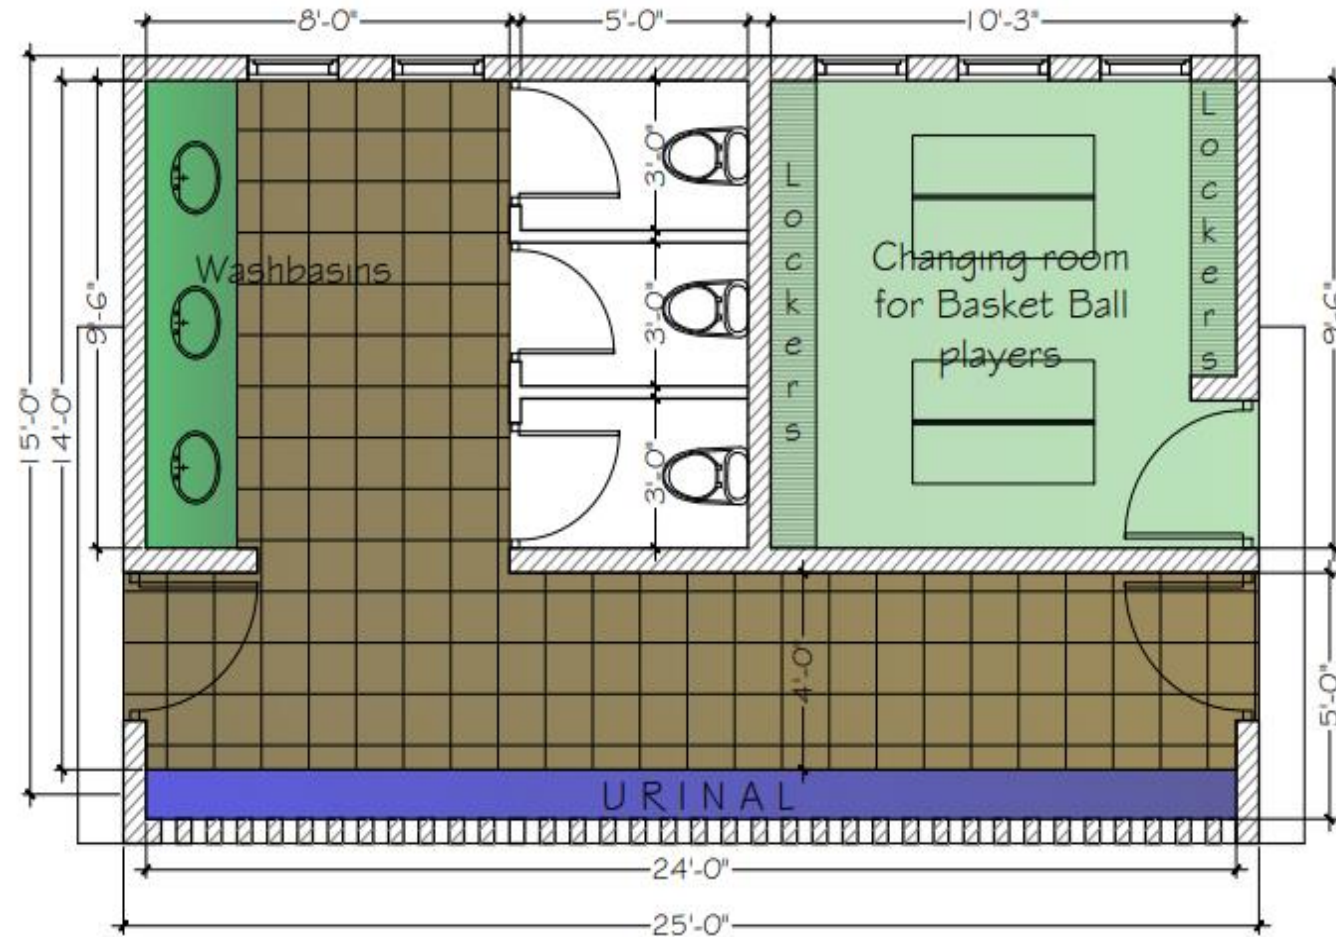 8'-0"
5'-0"
10'-3"
Lockers
Lockers
3'-0"
Washbasins
Changing room
for Basket Ball
players
9'-6"
3'-0"
9'-6"
15'-0"
14'-0"
3'-0"
4'-0"
5'-0"
URINAL
24'-0"
25'-0"